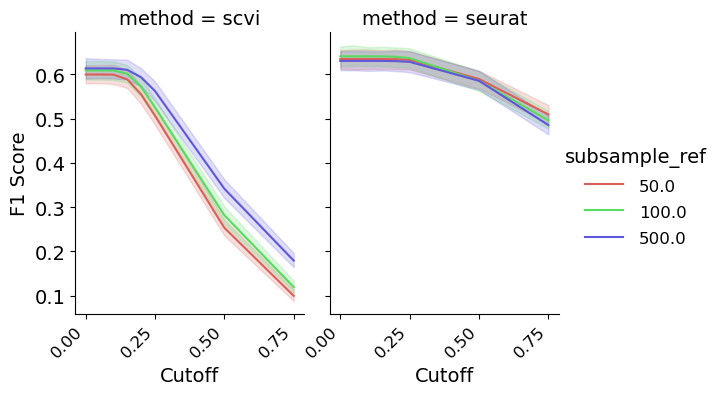 method = scvi
method = seurat
F1 Score
0.6
0.5
0.4
0.3
0.2
0.1
0.00
0.25
0.50
0.75
Cutoff
0.00
0.25
0.50
0.75
Cutoff
subsample_ref
50.0
100.0
500.0